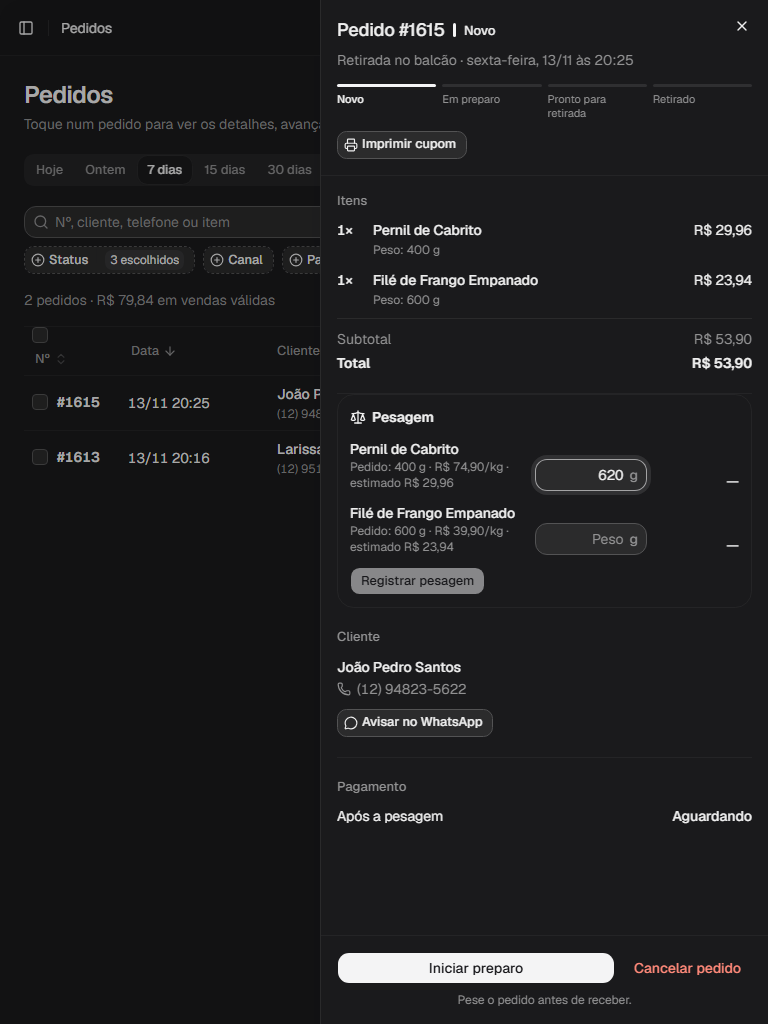 Pedidos
Pedidos
Toque num pedido para ver os detalhes, avanç
Hoje
Ontem
7 dias
15 dias
30 dias
Nº, cliente, telefone ou item
Status
3 escolhidos
Canal
Pa
2 pedidos · R$ 79,84 em vendas válidas
Nº
Data
Cliente
#1615
13/11 20:25
João P
(12) 948
#1613
13/11 20:16
Larissa
(12) 951
Pedido #1615
Novo
Retirada no balcão · sexta-feira, 13/11 às 20:25
Novo
Em preparo
Pronto para
retirada
Retirado
Imprimir cupom
Itens
1× Pernil de Cabrito R$ 29,96
Peso: 400 g
1× Filé de Frango Empanado R$ 23,94
Peso: 600 g
Subtotal R$ 53,90
Total R$ 53,90
Pesagem
Pernil de Cabrito
Pedido: 400 g · R$ 74,90/kg ·
estimado R$ 29,96
620 g
—
Filé de Frango Empanado
Pedido: 600 g · R$ 39,90/kg ·
estimado R$ 23,94
Peso g
—
Registrar pesagem
Cliente
João Pedro Santos
(12) 94823-5622
Avisar no WhatsApp
Pagamento
Após a pesagem Aguardando
Iniciar preparo
Cancelar pedido
Pese o pedido antes de receber.